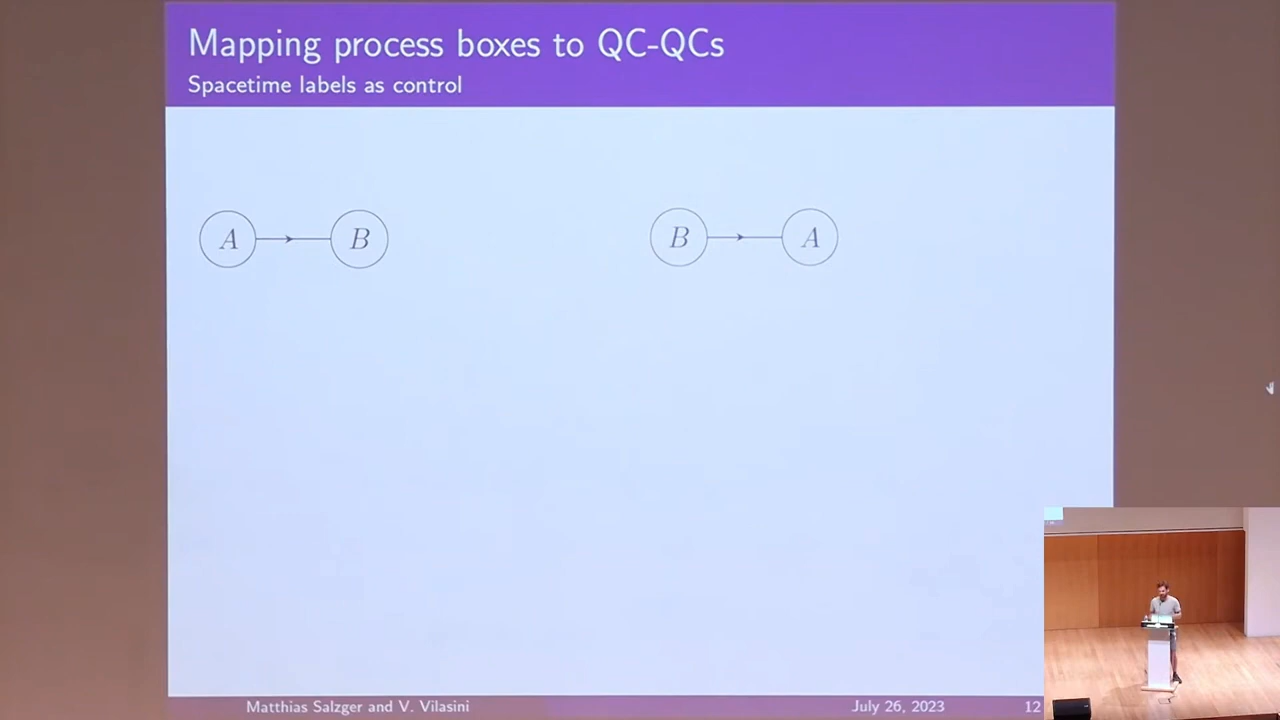 Mapping process boxes to QC-QCs
Spacetime labels as control
A B
B A
Matthias Salzger and V. Vilasini July 26, 2023 12